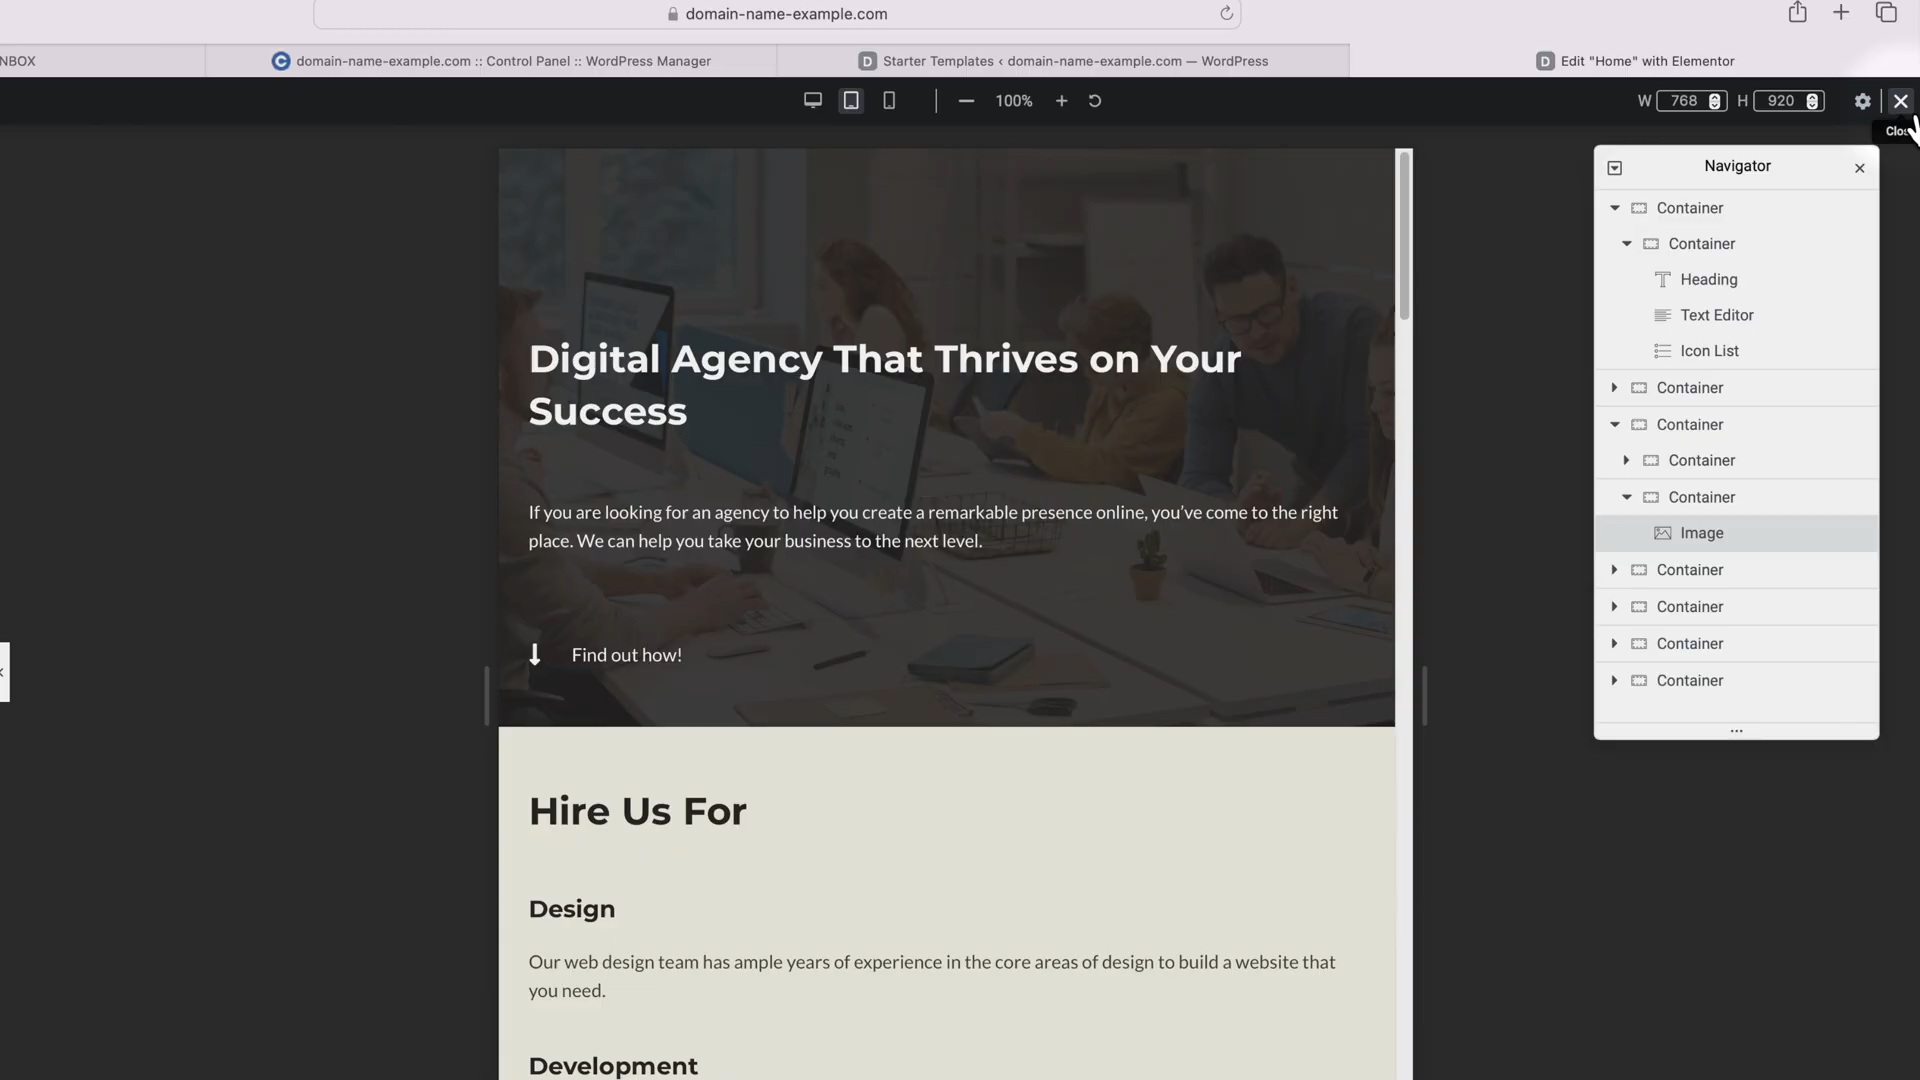 domain-name-example.com
NBOX
domain-name-example.com :: Control Panel :: WordPress Manager
Starter Templates ‹ domain-name-example.com — WordPress
Edit "Home" with Elementor
100%
W 768 H 920
Navigator
Container
Container
Heading
Text Editor
Icon List
Container
Container
Container
Container
Image
Container
Container
Container
Container
Digital Agency That Thrives on Your
Success
If you are looking for an agency to help you create a remarkable presence online, you’ve come to the right
place. We can help you take your business to the next level.
Find out how!
Hire Us For
Design
Our web design team has ample years of experience in the core areas of design to build a website that
you need.
Development